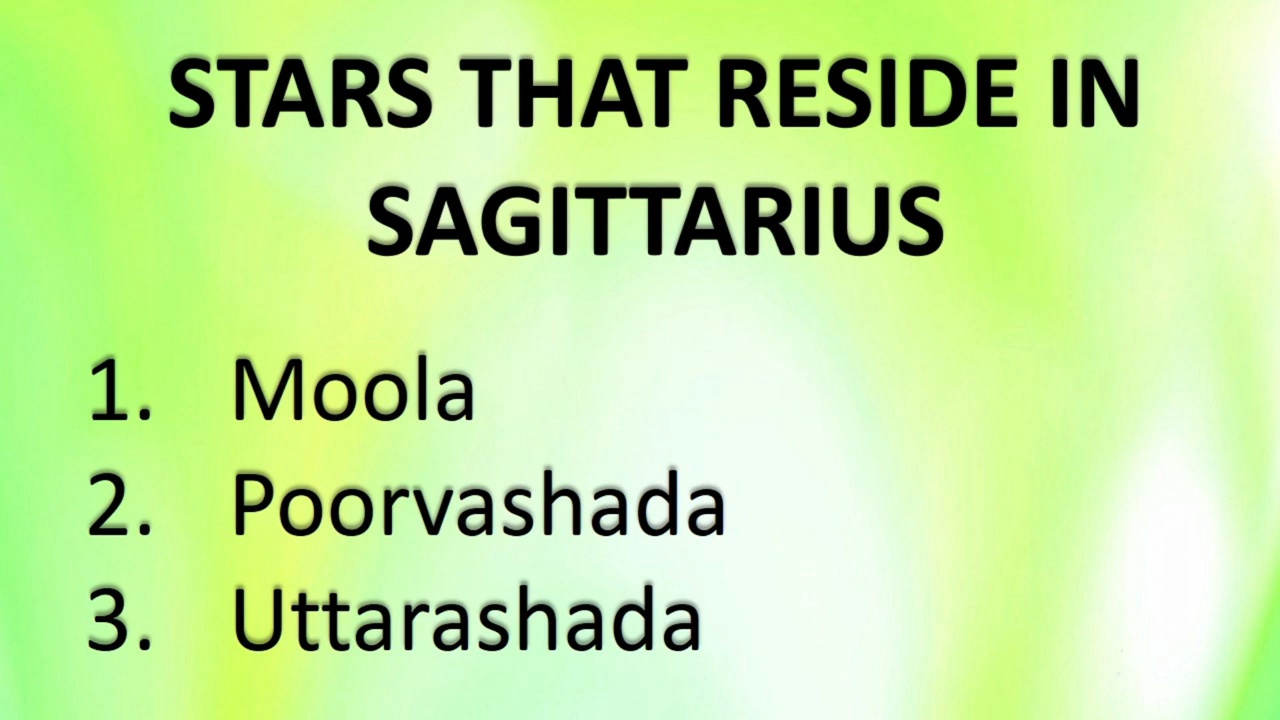 STARS THAT RESIDE IN
SAGITTARIUS
1. Moola
2. Poorvashada
3. Uttarashada